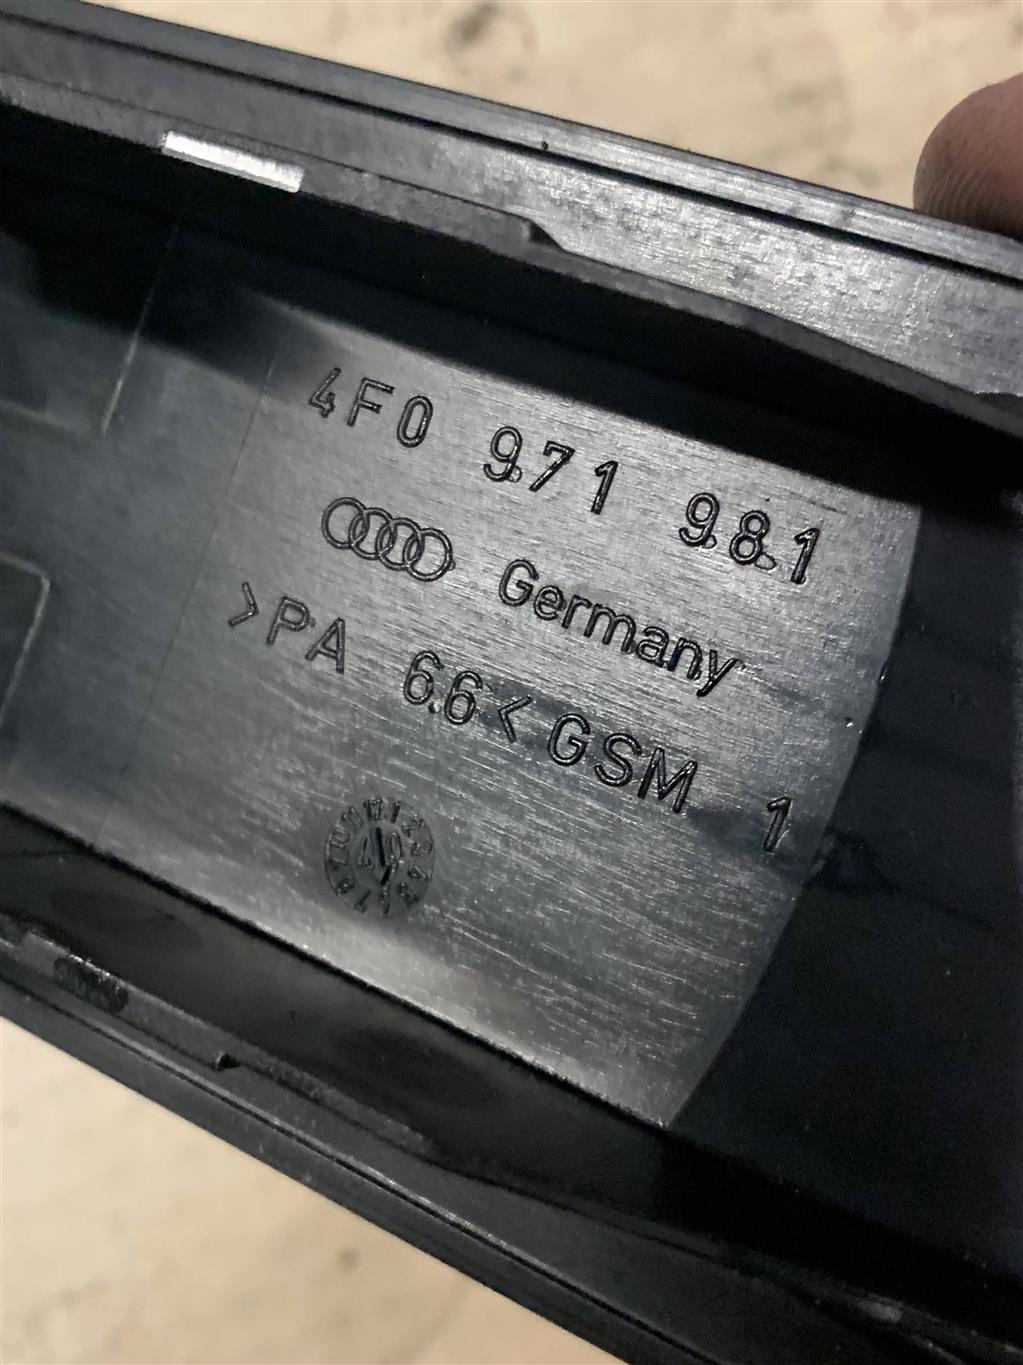 4F0 971 981
Germany
>PA 6.6< GSM 1